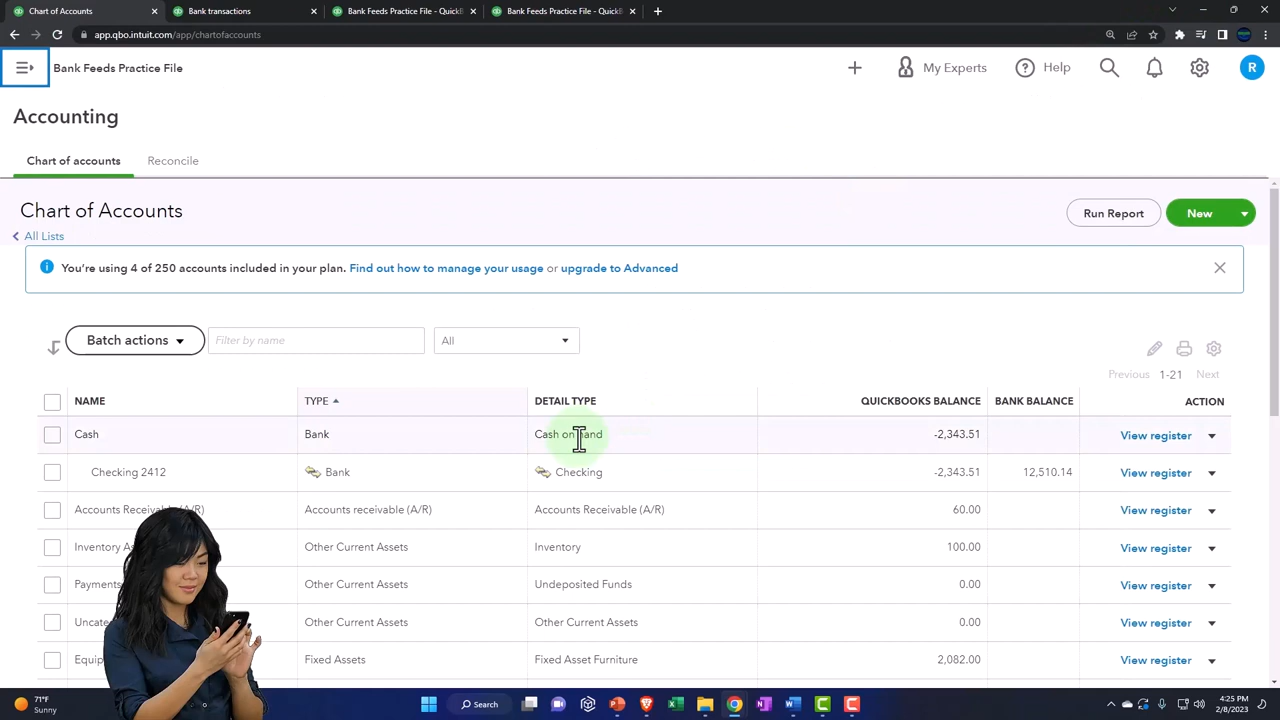 Chart of Accounts
Bank transactions
Bank Feeds Practice File - QuickB
Bank Feeds Practice File - QuickB
app.qbo.intuit.com/app/chartofaccounts
Bank Feeds Practice File
My Experts
Help
R
Accounting
Chart of accounts
Reconcile
Chart of Accounts
Run Report
New
All Lists
You're using 4 of 250 accounts included in your plan. Find out how to manage your usage or upgrade to Advanced
Batch actions
Filter by name
All
Previous 1-21 Next
NAME TYPE DETAIL TYPE QUICKBOOKS BALANCE BANK BALANCE ACTION
Cash Bank Cash on hand -2,343.51 View register
Checking 2412 Bank Checking -2,343.51 12,510.14 View register
Accounts Receivable (A/R) Accounts receivable (A/R) Accounts Receivable (A/R) 60.00 View register
Inventory As Other Current Assets Inventory 100.00 View register
Payments Other Current Assets Undeposited Funds 0.00 View register
Uncate Other Current Assets Other Current Assets 0.00 View register
Equip Fixed Assets Fixed Asset Furniture 2,082.00 View register
71°F
Sunny
Search
4:25 PM
2/8/2023